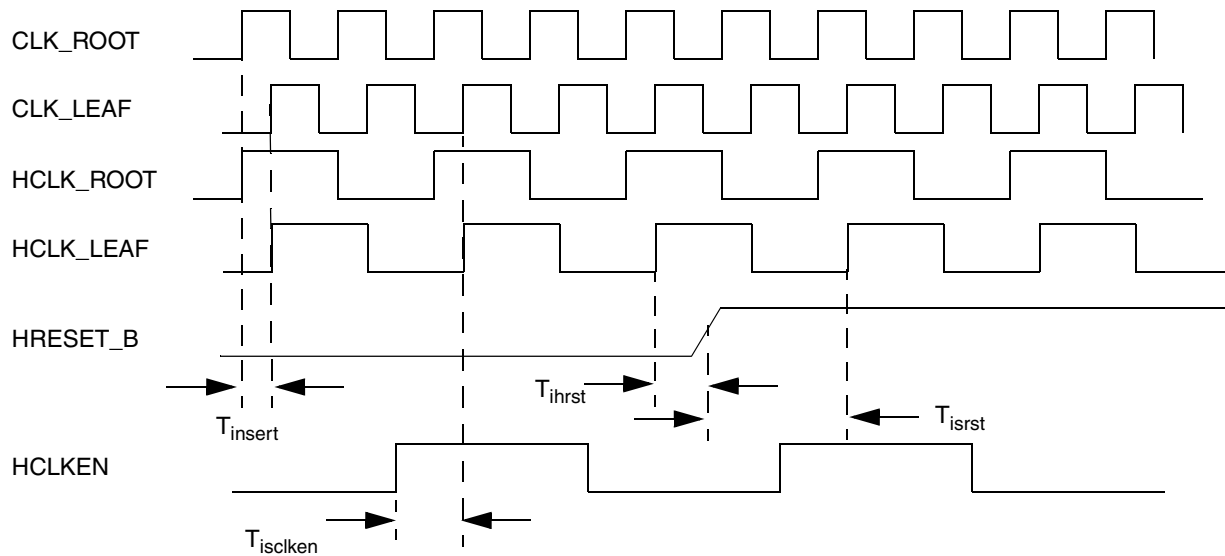 CLK_ROOT
CLK_LEAF
HCLK_ROOT
HCLK_LEAF
HRESET_B
Tinsert
Tihrst
Tisrst
HCLKEN
Tisclken